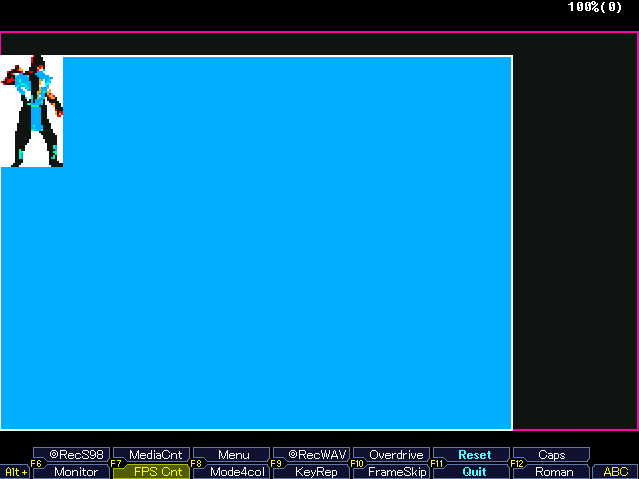 100%(0)
©RecS98 MediaCnt Menu ©RecWAV Overdrive Reset Caps
Alt+ F6 Monitor F7 FPS Cnt F8 Mode4col F9 KeyRep F10 FrameSkip F11 Quit F12 Roman ABC